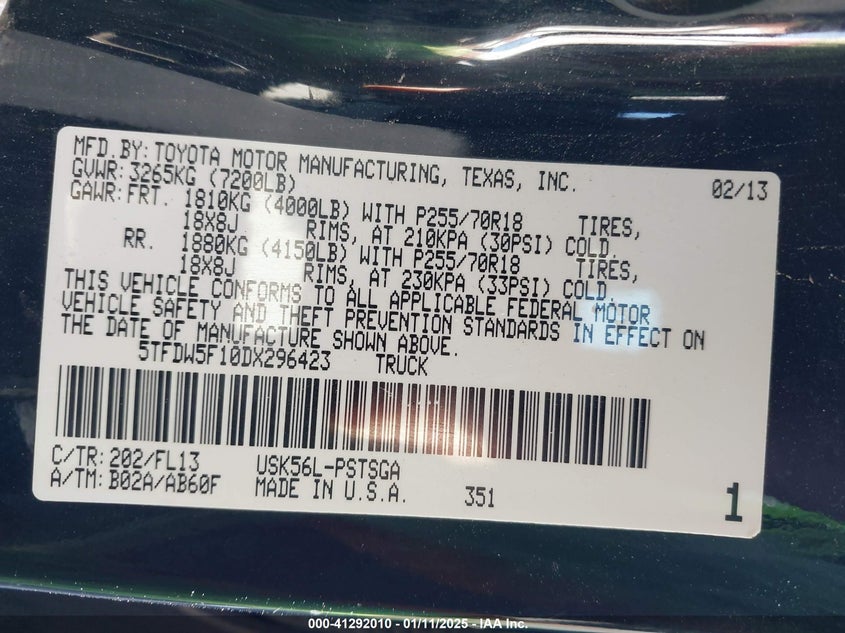 MFD.BY:TOYOTA MOTOR MANUFACTURING, TEXAS, INC. 02/13
GVWR:3265KG (7200LB)
GAWR:FRT. 1810KG (4000LB) WITH P255/70R18 TIRES,
18X8J RIMS, AT 210KPA (30PSI) COLD.
RR. 1880KG (4150LB) WITH P255/70R18 TIRES,
18X8J RIMS, AT 230KPA (33PSI) COLD.
THIS VEHICLE CONFORMS TO ALL APPLICABLE FEDERAL MOTOR
VEHICLE SAFETY AND THEFT PREVENTION STANDARDS IN EFFECT ON
THE DATE OF MANUFACTURE SHOWN ABOVE.
5TFDW5F10DX296423 TRUCK
C/TR:202/FL13 USK56L-PSTSGA
A/TM:B02A/AB60F MADE IN U.S.A. 351 1
000-41292010 - 01/11/2025 - IAA Inc.